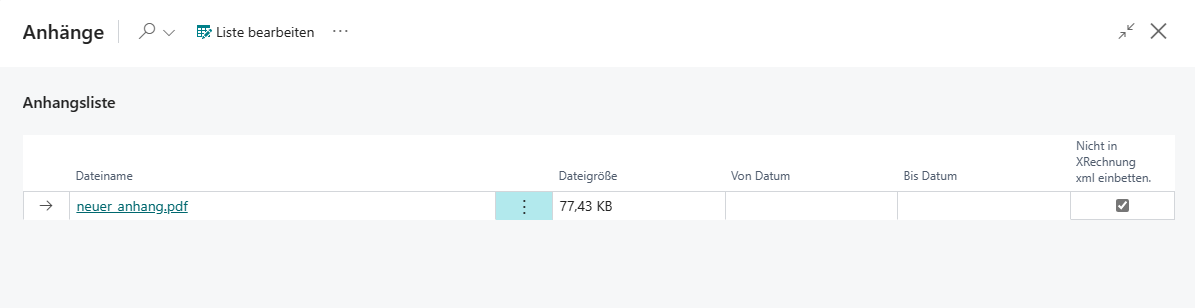 Anhänge
Liste bearbeiten
Anhangsliste
Dateiname
Dateigröße
Von Datum
Bis Datum
Nicht in
XRechnung
xml einbetten.
neuer_anhang.pdf
77,43 KB